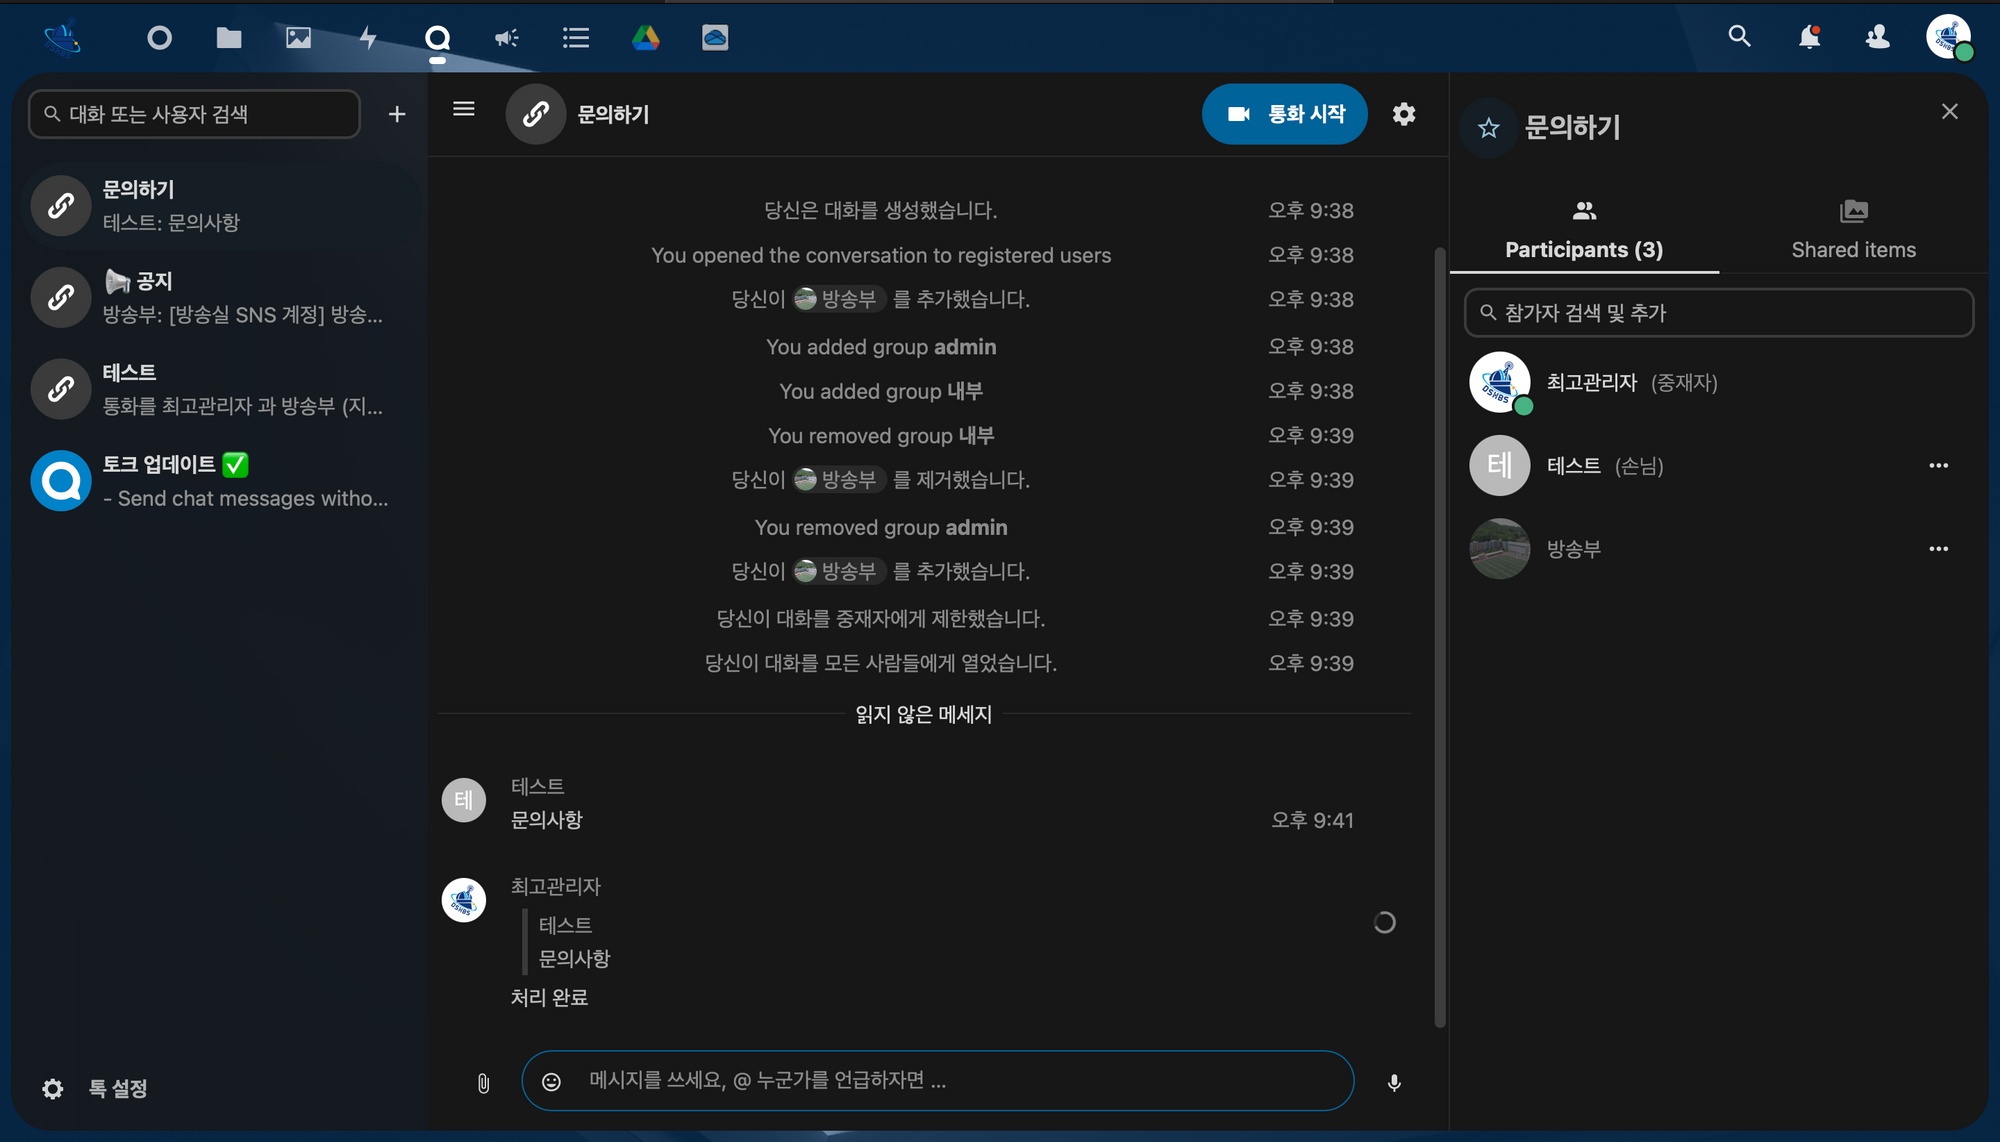 대화 또는 사용자 검색
문의하기
테스트: 문의사항
공지
방송부: [방송실 SNS 계정] 방송...
테스트
통화를 최고관리자 과 방송부 (지...
토크 업데이트 ✅
- Send chat messages witho...
톡 설정
문의하기
통화 시작
당신은 대화를 생성했습니다. 오후 9:38
You opened the conversation to registered users 오후 9:38
당신이 방송부 를 추가했습니다. 오후 9:38
You added group admin 오후 9:38
You added group 내부 오후 9:38
You removed group 내부 오후 9:39
당신이 방송부 를 제거했습니다. 오후 9:39
You removed group admin 오후 9:39
당신이 방송부 를 추가했습니다. 오후 9:39
당신이 대화를 중재자에게 제한했습니다. 오후 9:39
당신이 대화를 모든 사람들에게 열었습니다. 오후 9:39
읽지 않은 메세지
테
테스트
문의사항 오후 9:41
DSHBS
최고관리자
테스트
문의사항
처리 완료
메시지를 쓰세요, @ 누군가를 언급하자면 ...
문의하기
Participants (3)
Shared items
참가자 검색 및 추가
DSHBS
최고관리자 (중재자)
테
테스트 (손님)
방송부